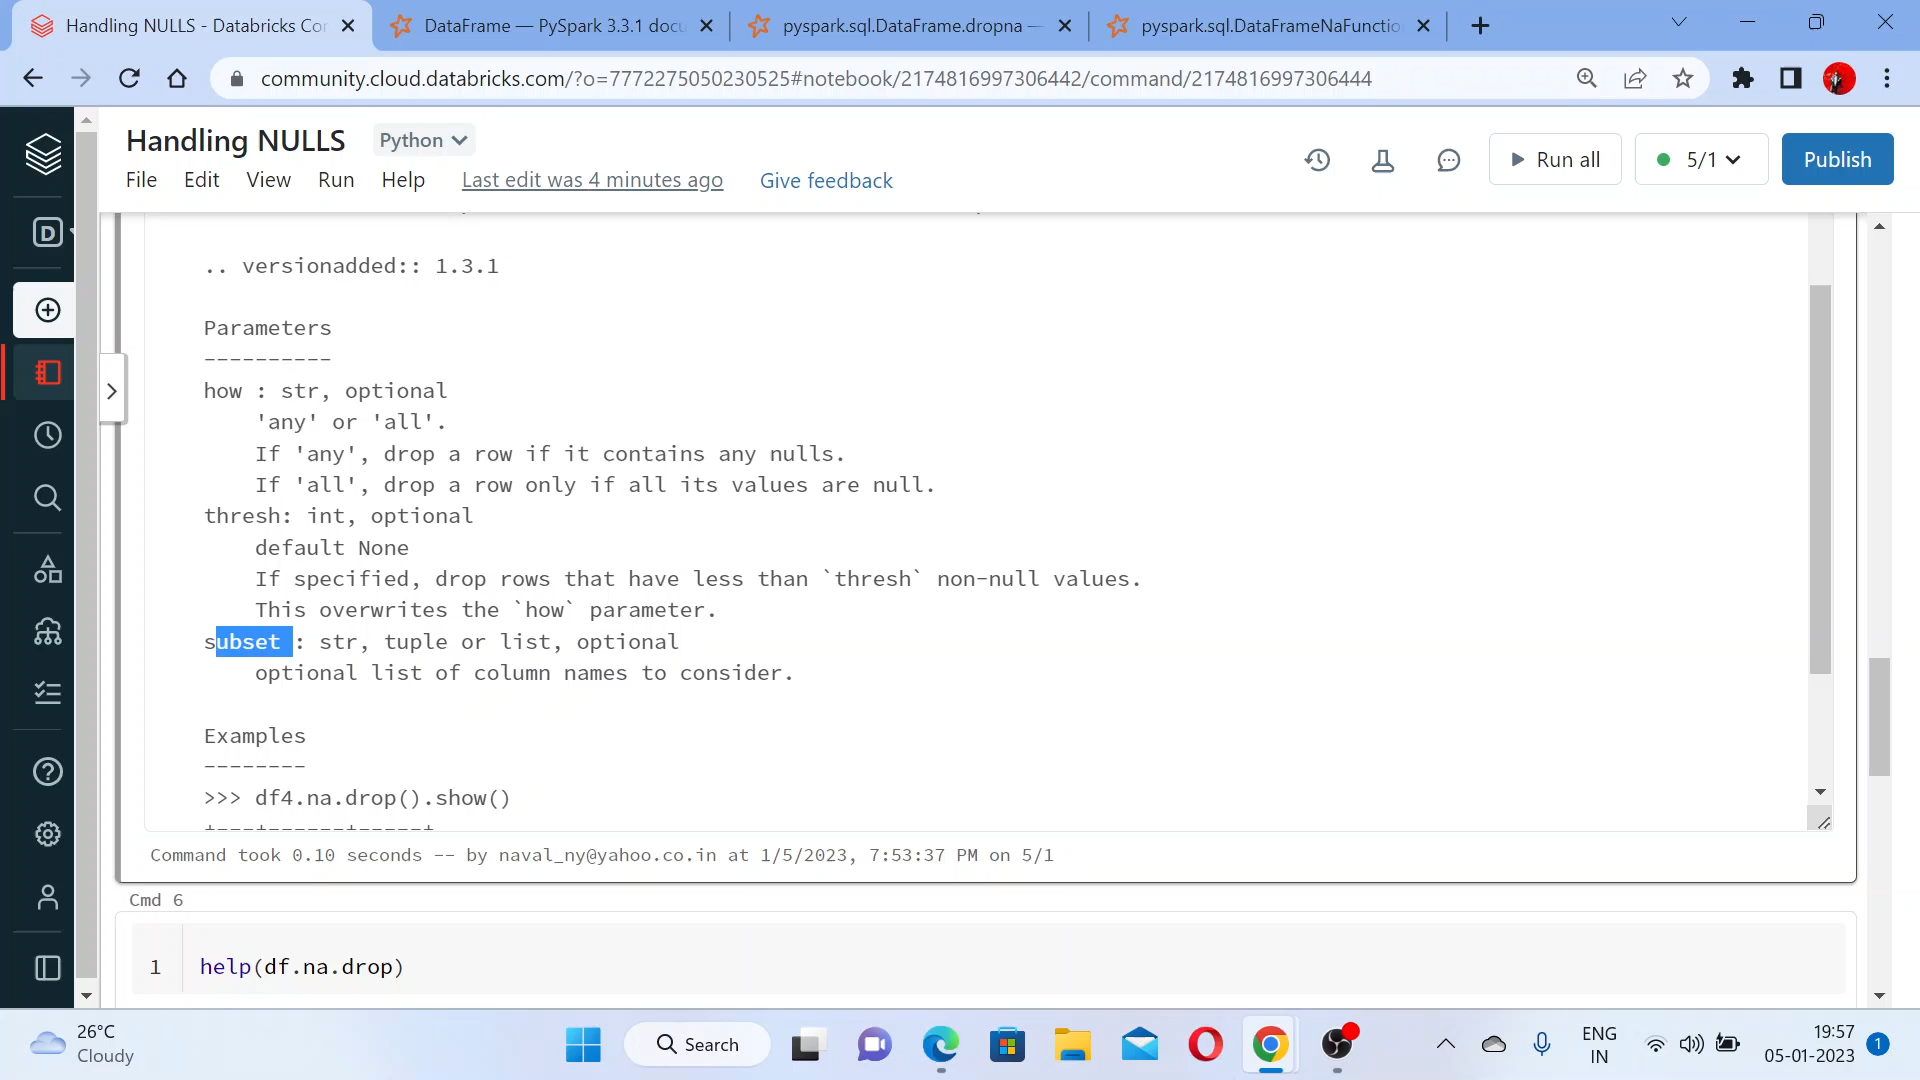 Handling NULLS - Databricks Co
DataFrame — PySpark 3.3.1 docu
pyspark.sql.DataFrame.dropna —
pyspark.sql.DataFrameNaFunctio
community.cloud.databricks.com/?o=7772275050230525#notebook/2174816997306442/command/2174816997306444
Handling NULLS
Python
File Edit View Run Help Last edit was 4 minutes ago Give feedback
Run all
5/1
Publish
D
.. versionadded:: 1.3.1
Parameters
----------
how : str, optional
'any' or 'all'.
If 'any', drop a row if it contains any nulls.
If 'all', drop a row only if all its values are null.
thresh: int, optional
default None
If specified, drop rows that have less than `thresh` non-null values.
This overwrites the `how` parameter.
subset : str, tuple or list, optional
optional list of column names to consider.
Examples
--------
>>> df4.na.drop().show()
+---+------+-----+
Command took 0.10 seconds -- by naval_ny@yahoo.co.in at 1/5/2023, 7:53:37 PM on 5/1
Cmd 6
1 help(df.na.drop)
26°C
Cloudy
Search
ENG
IN
19:57
05-01-2023
1